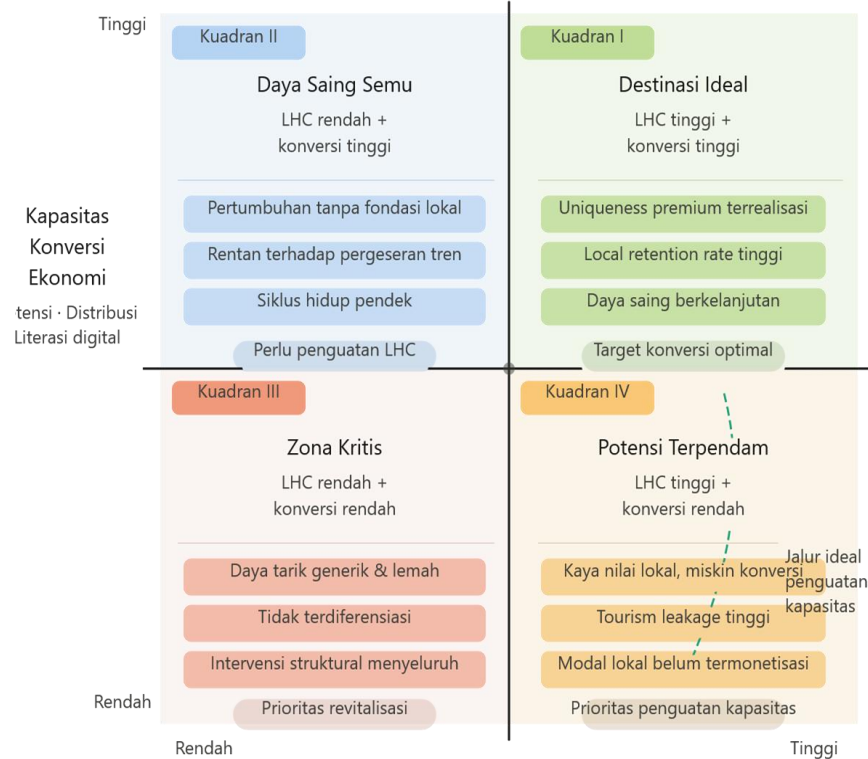 Tinggi
Kuadran II
Kuadran I
Daya Saing Semu
Destinasi Ideal
LHC rendah +
konversi tinggi
LHC tinggi +
konversi tinggi
Kapasitas
Konversi
Ekonomi
tensi · Distribusi
Literasi digital
Pertumbuhan tanpa fondasi lokal
Rentan terhadap pergeseran tren
Siklus hidup pendek
Perlu penguatan LHC
Uniqueness premium terrealisasi
Local retention rate tinggi
Daya saing berkelanjutan
Target konversi optimal
Kuadran III
Kuadran IV
Zona Kritis
Potensi Terpendam
LHC rendah +
konversi rendah
LHC tinggi +
konversi rendah
Daya tarik generik & lemah
Tidak terdiferensiasi
Intervensi struktural menyeluruh
Prioritas revitalisasi
Kaya nilai lokal, miskin konversi
Tourism leakage tinggi
Modal lokal belum termonetisasi
Prioritas penguatan kapasitas
Jalur ideal
penguatan
kapasitas
Rendah
Rendah
Tinggi